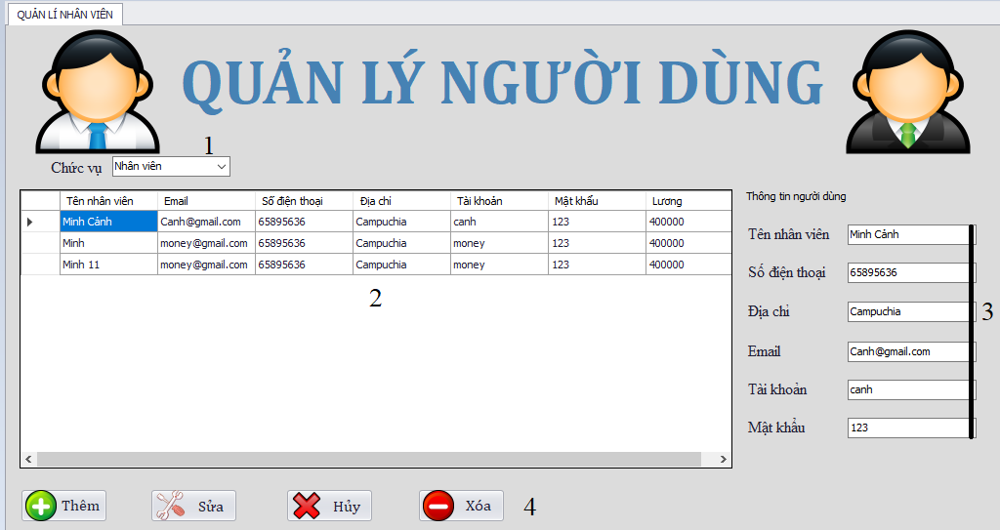 QUẢN LÍ NHÂN VIÊN
QUẢN LÝ NGƯỜI DÙNG
1
Chức vụ Nhân viên
Tên nhân viên Email Số điện thoại Địa chỉ Tài khoản Mật khẩu Lương
Minh Cảnh Canh@gmail.com 65895636 Campuchia canh 123 400000
Minh money@gmail.com 65895636 Campuchia money 123 400000
Minh 11 money@gmail.com 65895636 Campuchia money 123 400000
2
Thông tin người dùng
Tên nhân viên Minh Cảnh
Số điện thoại 65895636
Địa chỉ Campuchia
3
Email Canh@gmail.com
Tài khoản canh
Mật khẩu 123
Thêm Sửa Hủy Xóa 4